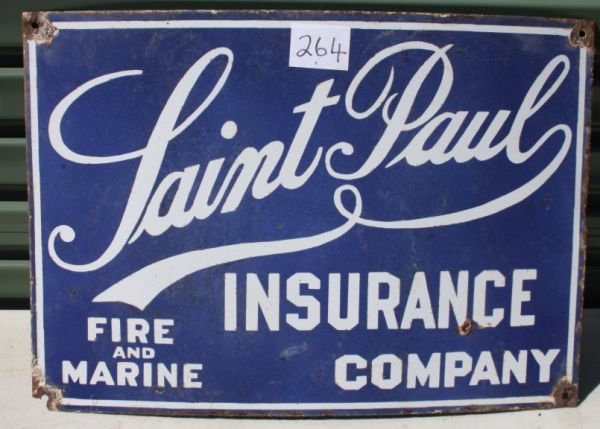 264
Saint Paul
INSURANCE
FIRE
AND
MARINE
COMPANY